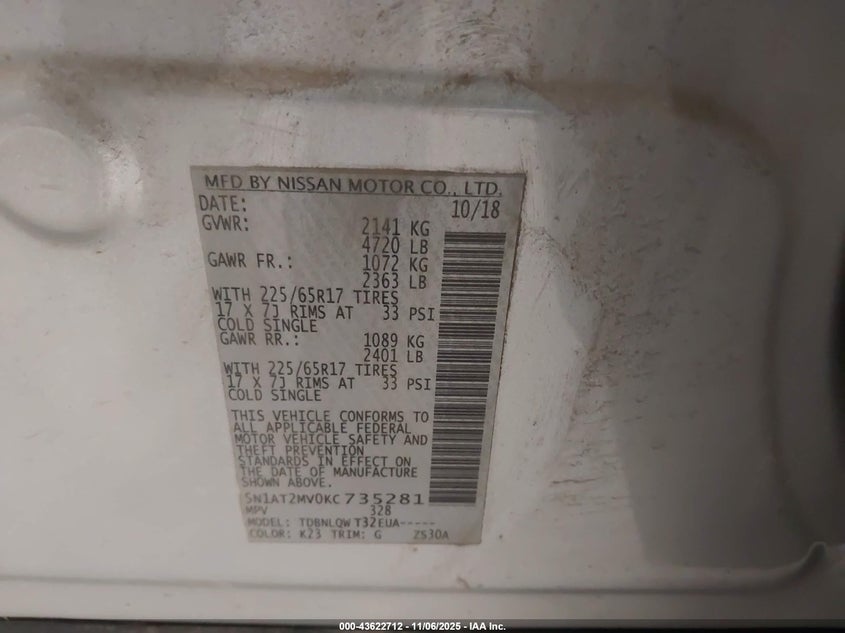 MFD BY NISSAN MOTOR CO., LTD.
DATE: 10/18
GVWR: 2141 KG
4720 LB
GAWR FR.: 1072 KG
2363 LB
WITH 225/65R17 TIRES
17 X 7J RIMS AT 33 PSI
COLD SINGLE
GAWR RR.: 1089 KG
2401 LB
WITH 225/65R17 TIRES
17 X 7J RIMS AT 33 PSI
COLD SINGLE
THIS VEHICLE CONFORMS TO
ALL APPLICABLE FEDERAL
MOTOR VEHICLE SAFETY AND
THEFT PREVENTION
STANDARDS IN EFFECT ON
THE DATE OF MANUFACTURE
SHOWN ABOVE.
5N1AT2MV0KC735281
MPV 328
MODEL: TDBNLQW T32EUA-----
COLOR: K23 TRIM: G ZS30A
000-43622712 - 11/06/2025 - IAA Inc.